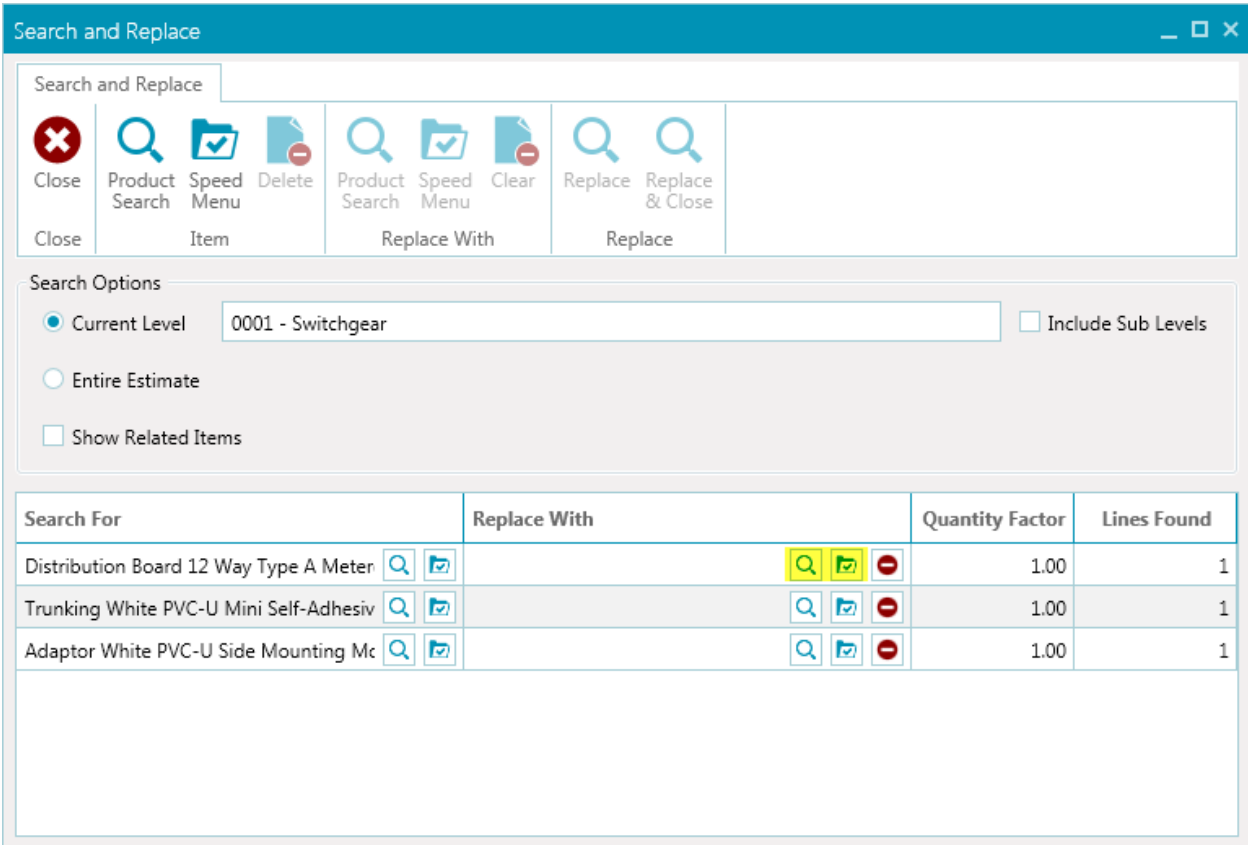 Search and Replace
Search and Replace
Close Product Speed Delete Product Speed Clear Replace Replace
Search Menu Search Menu & Close
Close Item Replace With Replace
Search Options
Current Level 0001 - Switchgear Include Sub Levels
Entire Estimate
Show Related Items
Search For Replace With Quantity Factor Lines Found
Distribution Board 12 Way Type A Meter 1.00 1
Trunking White PVC-U Mini Self-Adhesiv 1.00 1
Adaptor White PVC-U Side Mounting Mc 1.00 1